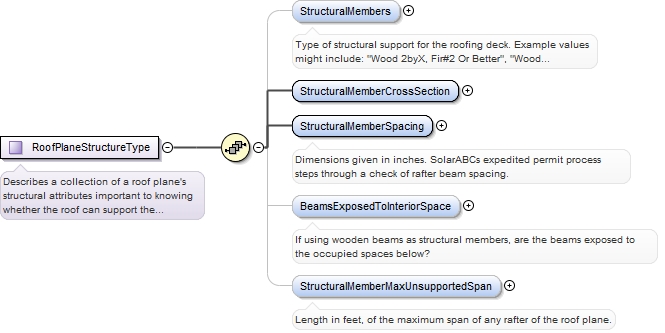 StructuralMembers
Type of structural support for the roofing deck. Example values
might include: "Wood 2byX, Fir#2 Or Better", "Wood...
StructuralMemberCrossSection
StructuralMemberSpacing
Dimensions given in inches. SolarABCs expedited permit process
steps through a check of rafter beam spacing.
RoofPlaneStructureType
Describes a collection of a roof plane's
structural attributes important to knowing
whether the roof can support the...
BeamsExposedToInteriorSpace
If using wooden beams as structural members, are the beams exposed to
the occupied spaces below?
StructuralMemberMaxUnsupportedSpan
Length in feet, of the maximum span of any rafter of the roof plane.